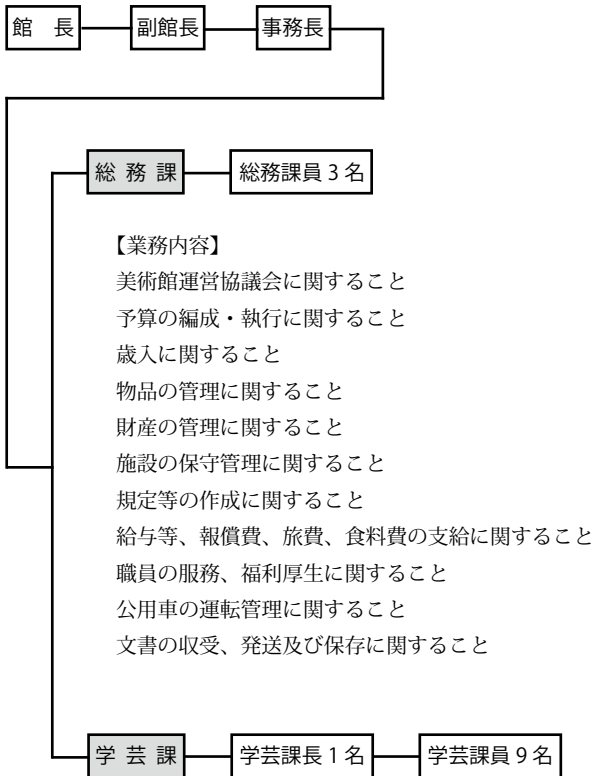 館　長 副館長 事務長
総 務 課 総務課員 3 名
【業務内容】
美術館運営協議会に関すること
予算の編成・執行に関すること
歳入に関すること
物品の管理に関すること
財産の管理に関すること
施設の保守管理に関すること
規定等の作成に関すること
給与等、報償費、旅費、食料費の支給に関すること
職員の服務、福利厚生に関すること
公用車の運転管理に関すること
文書の収受、発送及び保存に関すること
学 芸 課 学芸課長 1 名 学芸課員 9 名